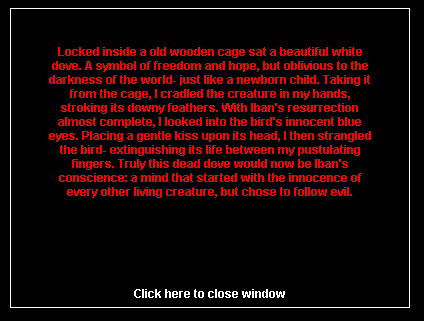 Locked inside a old wooden cage sat a beautiful white
dove. A symbol of freedom and hope, but oblivious to the
darkness of the world- just like a newborn child. Taking it
from the cage, I cradled the creature in my hands,
stroking its downy feathers. With Iban's resurrection
almost complete, I looked into the bird's innocent blue
eyes. Placing a gentle kiss upon its head, I then strangled
the bird- extinguishing its life between my pustulating
fingers. Truly this dead dove would now be Iban's
conscience: a mind that started with the innocence of
every other living creature, but chose to follow evil.
Click here to close window